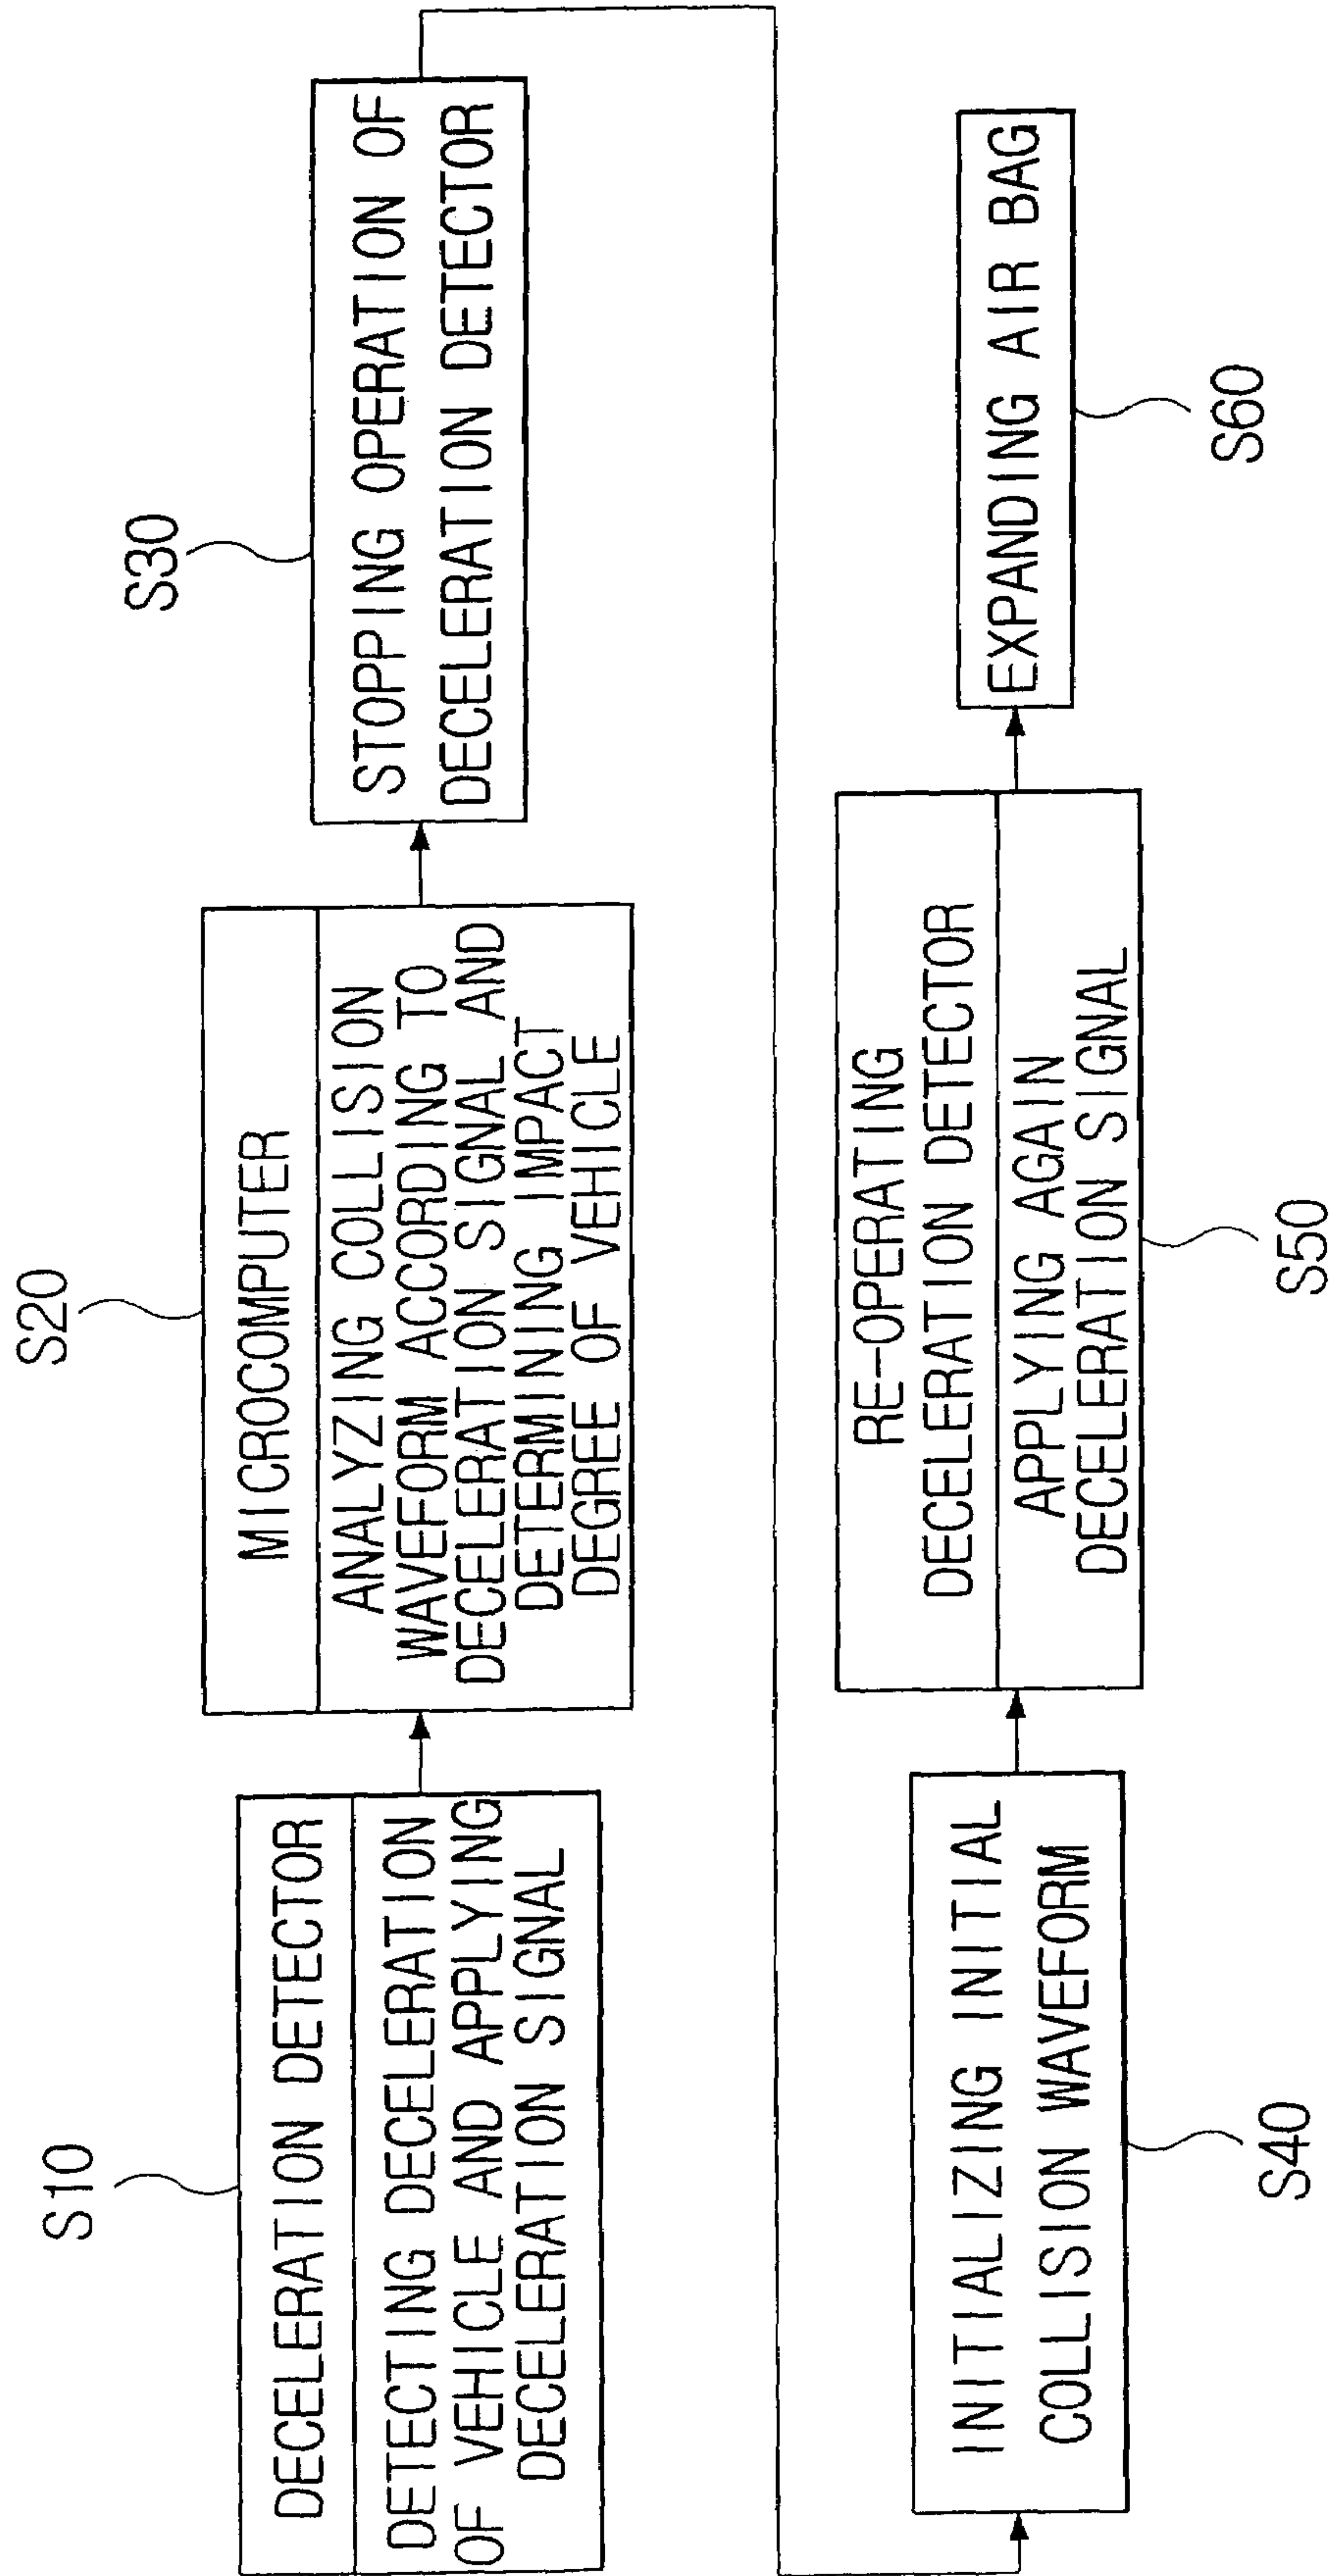 S10
DECELERATION DETECTOR
DETECTING DECELERATION
OF VEHICLE AND APPLYING
DECELERATION SIGNAL
S20
MICROCOMPUTER
ANALYZING COLLISION
WAVEFORM ACCORDING TO
DECELERATION SIGNAL AND
DETERMINING IMPACT
DEGREE OF VEHICLE
S30
STOPPING OPERATION OF
DECELERATION DETECTOR
INITIALIZING INITIAL
COLLISION WAVEFORM
S40
RE-OPERATING
DECELERATION DETECTOR
APPLYING AGAIN
DECELERATION SIGNAL
S50
EXPANDING AIR BAG
S60